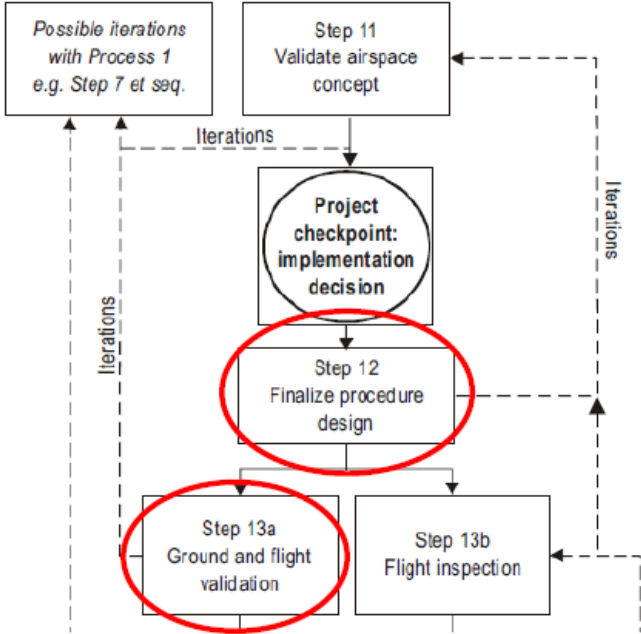 Possible iterations
with Process 1
e.g. Step 7 et seq.
Step 11
Validate airspace
concept
Iterations
Project
checkpoint:
implementation
decision
Iterations
Iterations
Step 12
Finalize procedure
design
Step 13a
Ground and flight
validation
Step 13b
Flight inspection